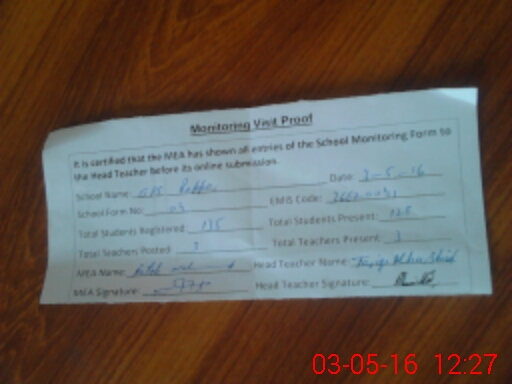 Monitoring Visit Proof
It is certified that the MEA has shown all entries of the School Monitoring Form to
the Head Teacher before its online submission.
School Name: GPS Date: 3-5-16
School Form No: 03 EMIS Code:
Total Students Registered: 135 Total Students Present: 125
Total Teachers Posted: 3 Total Teachers Present: 3
MEA Name: Head Teacher Name:
MEA Signature: Head Teacher Signature:
03-05-16 12:27